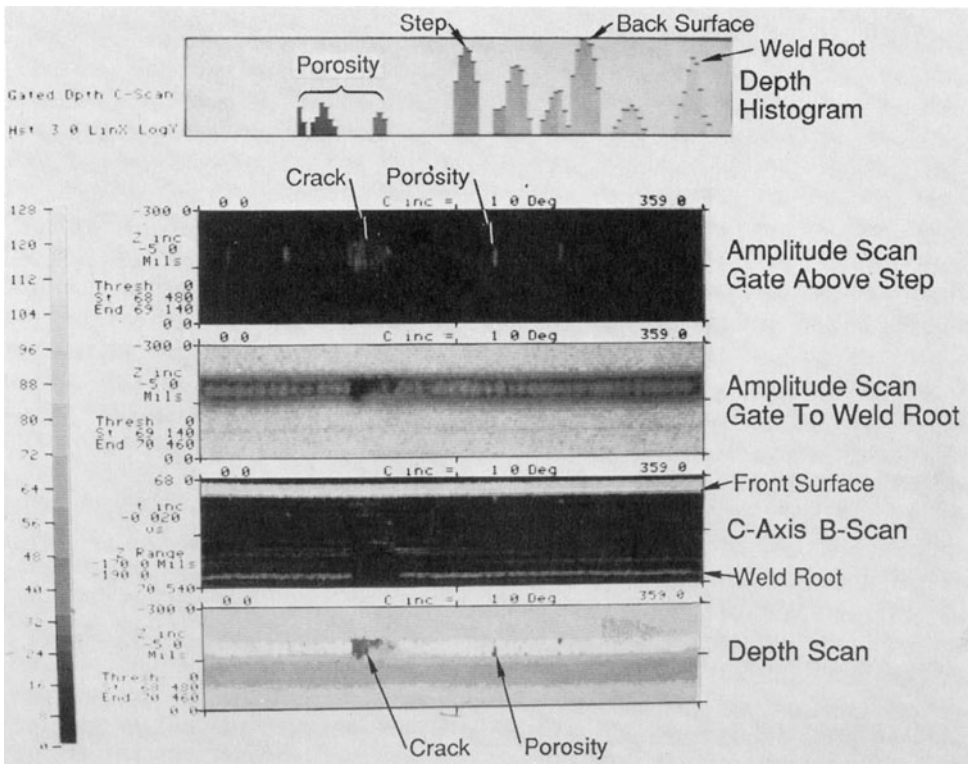 Step
Back Surface
Weld Root
Porosity
Depth
Histogram
Gated Dpth C-Scan
Hst 3 0 LinX LogY
Crack
Porosity
0 0 C inc = 1 0 Deg 359 0
-300 0
Z inc
-5.0
Mils
Thresh 0
St 68 480
End 69 140
0 0
Amplitude Scan
Gate Above Step
0 0 C inc = 1 0 Deg 359 0
-300 0
Z inc
-5.0
Mils
Thresh 0
St 69 140
End 70 460
0 0
Amplitude Scan
Gate To Weld Root
0 0 C inc = 1 0 Deg 359 0
68 0
t inc
-0 020
us
Z Range
-170 0 Mils
-190 0
70 540
Front Surface
C-Axis B-Scan
Weld Root
0 0 C inc = 1 0 Deg 359 0
-300 0
Z inc
-5 0
Mils
Thresh 0
St 68 480
End 70 460
0 0
Depth Scan
Crack
Porosity
128
120
112
104
96
88
80
72
64
56
48
40
32
24
16
0